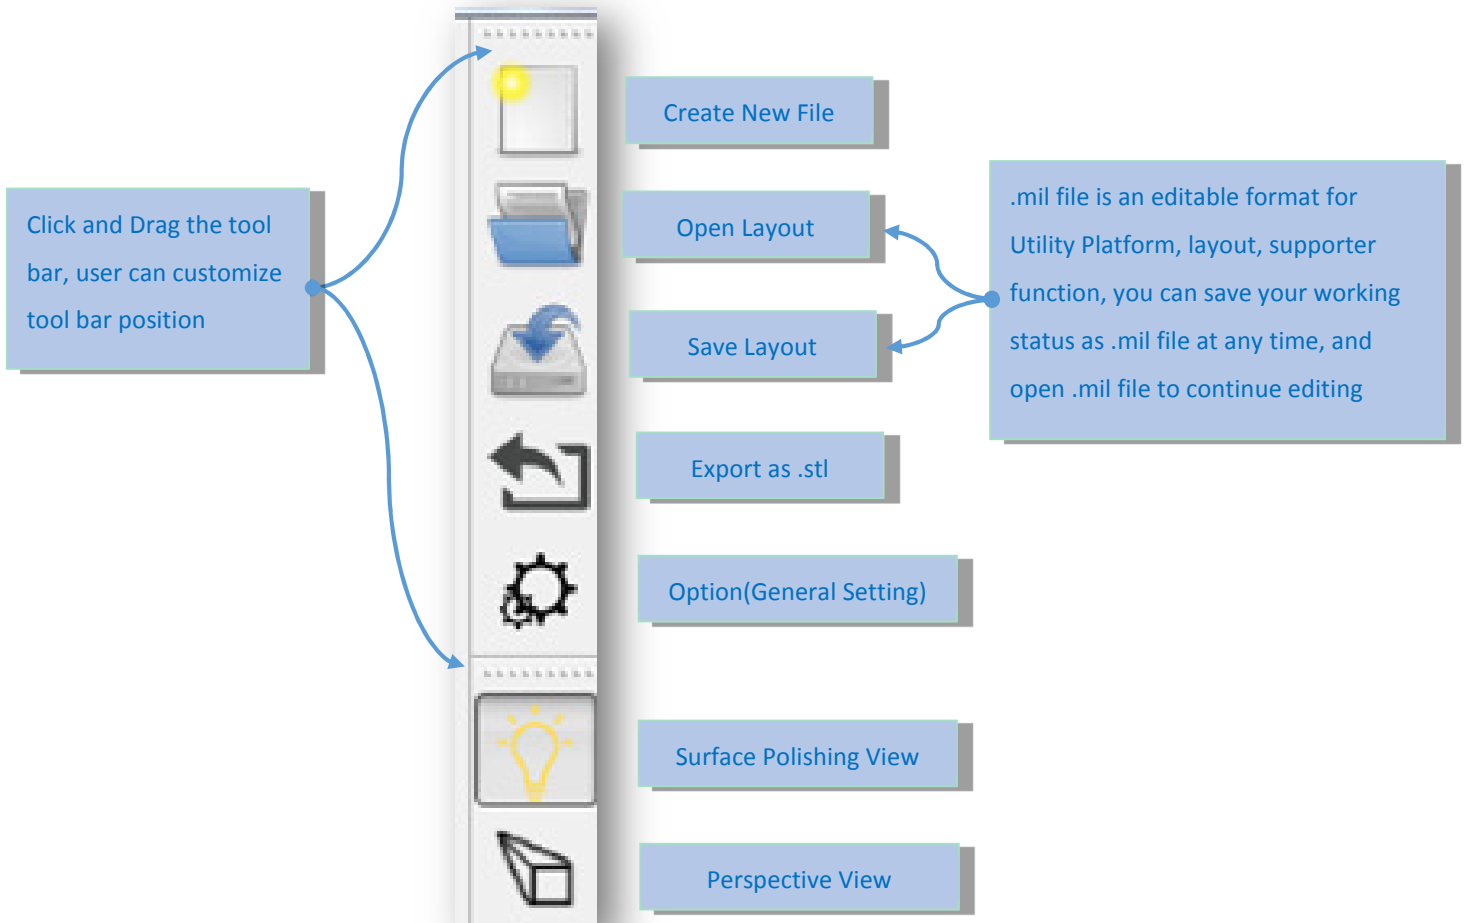 Create New File
Click and Drag the tool
bar, user can customize
tool bar position
Open Layout
.mil file is an editable format for
Utility Platform, layout, supporter
function, you can save your working
status as .mil file at any time, and
open .mil file to continue editing
Save Layout
Export as .stl
Option(General Setting)
Surface Polishing View
Perspective View